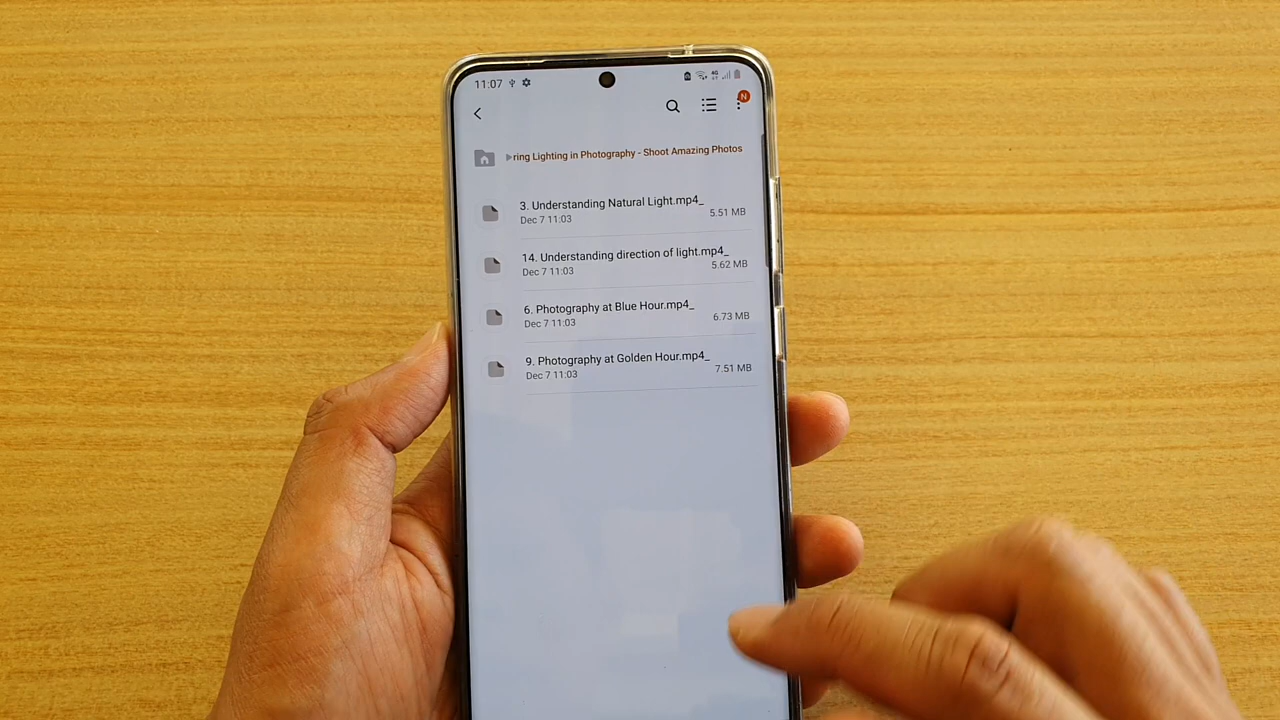 11:07
N
ring Lighting in Photography - Shoot Amazing Photos
3. Understanding Natural Light.mp4_
Dec 7 11:03
5.51 MB
14. Understanding direction of light.mp4_
Dec 7 11:03
5.62 MB
6. Photography at Blue Hour.mp4_
Dec 7 11:03
6.73 MB
9. Photography at Golden Hour.mp4_
Dec 7 11:03
7.51 MB